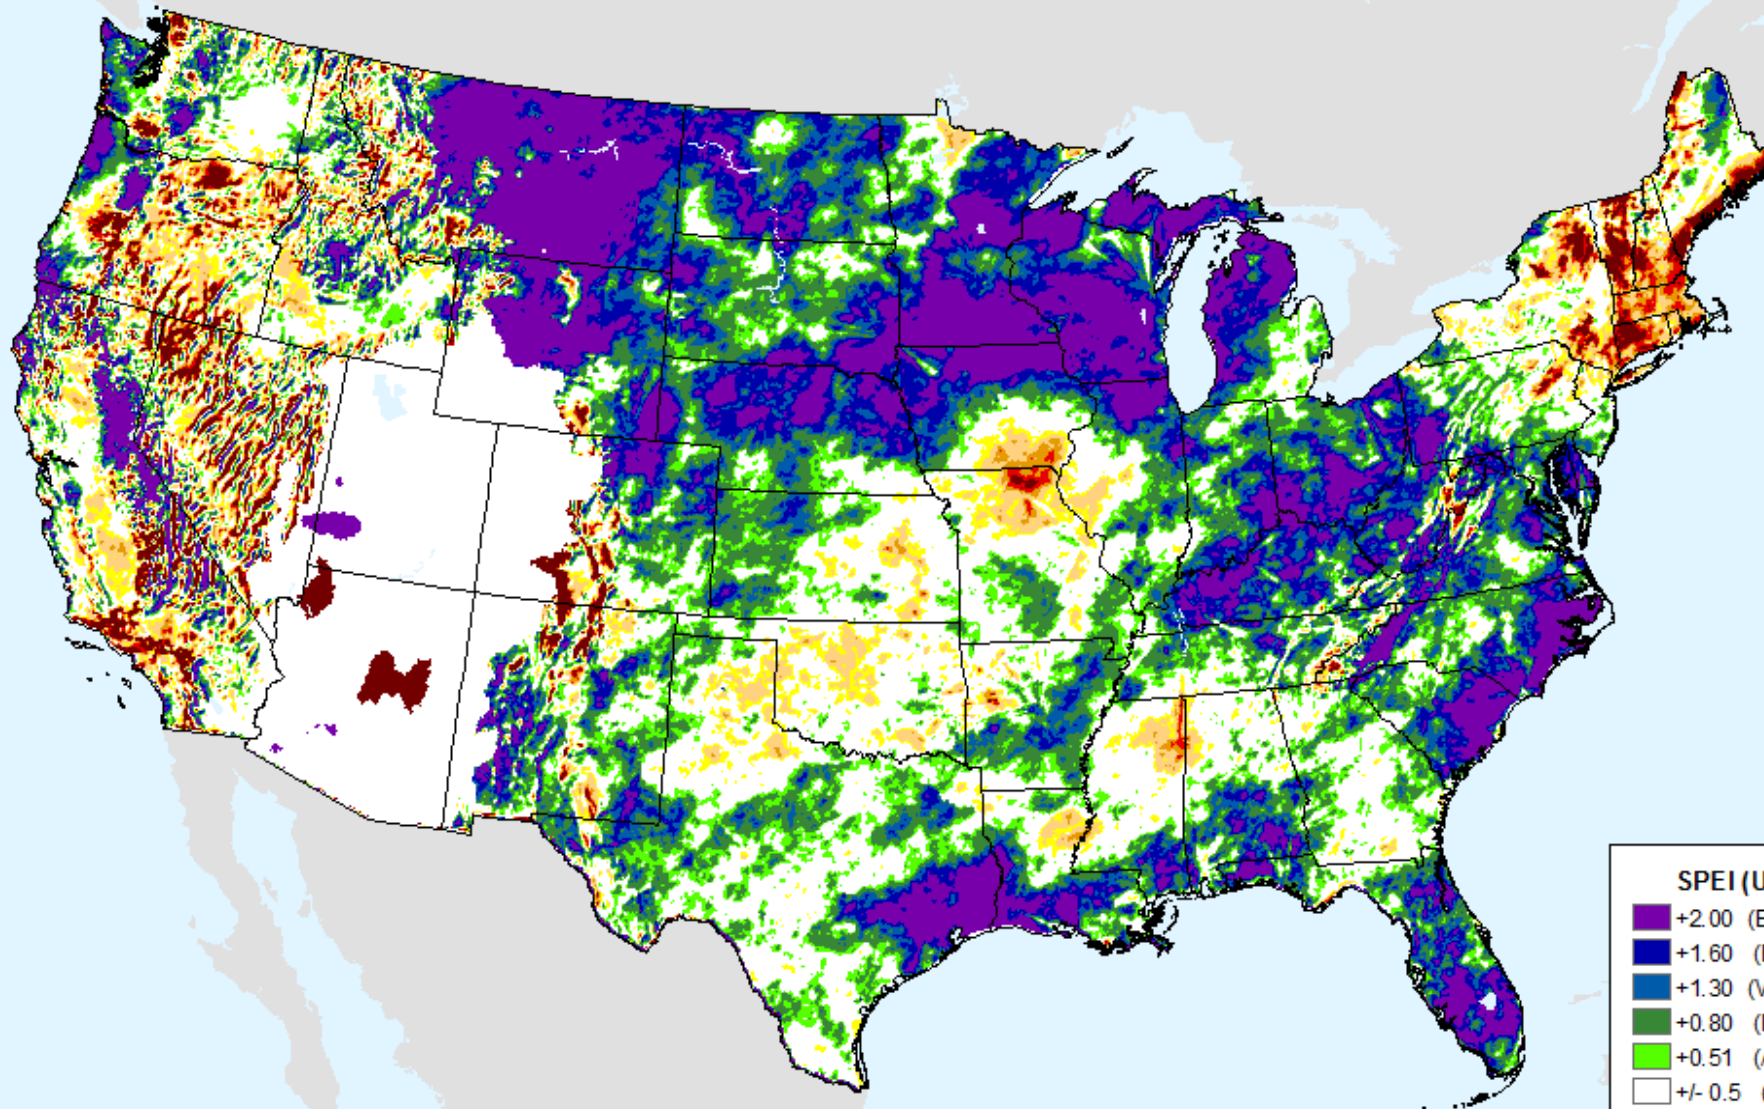 SPEI (U
+2.00 (E
+1.60 (
+1.30 (V
+0.80 (
+0.51 (
+/- 0.5 (